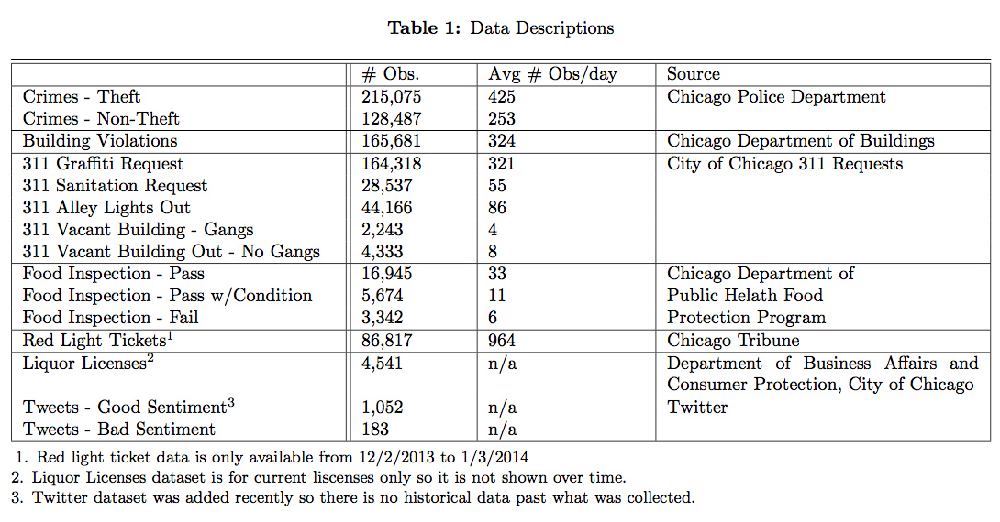 Table 1: Data Descriptions
# Obs. Avg # Obs/day Source
Crimes - Theft 215,075 425 Chicago Police Department
Crimes - Non-Theft 128,487 253
Building Violations 165,681 324 Chicago Department of Buildings
311 Graffiti Request 164,318 321 City of Chicago 311 Requests
311 Sanitation Request 28,537 55
311 Alley Lights Out 44,166 86
311 Vacant Building - Gangs 2,243 4
311 Vacant Building Out - No Gangs 4,333 8
Food Inspection - Pass 16,945 33 Chicago Department of
Food Inspection - Pass w/Condition 5,674 11 Public Helath Food
Food Inspection - Fail 3,342 6 Protection Program
Red Light Tickets¹ 86,817 964 Chicago Tribune
Liquor Licenses² 4,541 n/a Department of Business Affairs and
Consumer Protection, City of Chicago
Tweets - Good Sentiment³ 1,052 n/a Twitter
Tweets - Bad Sentiment 183 n/a
1. Red light ticket data is only available from 12/2/2013 to 1/3/2014
2. Liquor Licenses dataset is for current liscenses only so it is not shown over time.
3. Twitter dataset was added recently so there is no historical data past what was collected.